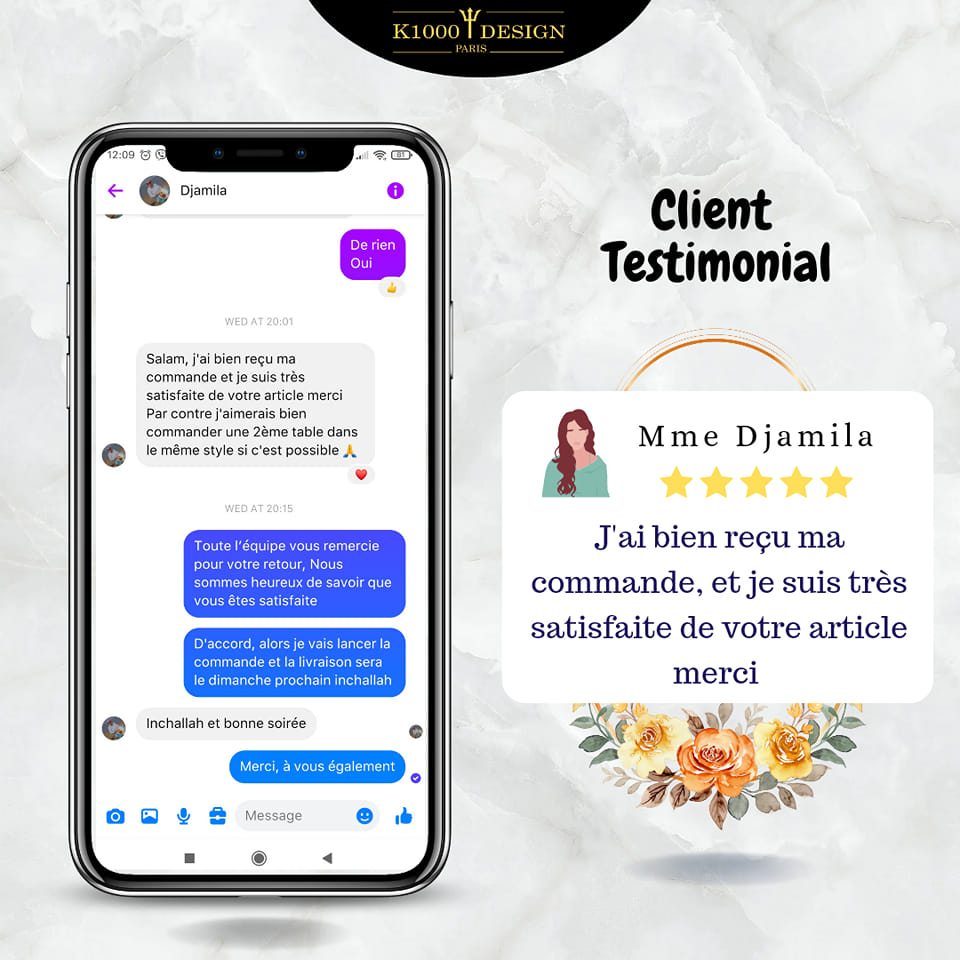 K1000 DESIGN
PARIS
12:09
81
Djamila
De rien
Oui
WED AT 20:01
Salam, j'ai bien reçu ma
commande et je suis très
satisfaite de votre article merci
Par contre j'aimerais bien
commander une 2ème table dans
le même style si c'est possible 🙏
WED AT 20:15
Toute l'équipe vous remercie
pour votre retour, Nous
sommes heureux de savoir que
vous êtes satisfaite
D'accord, alors je vais lancer la
commande et la livraison sera
le dimanche prochain inchallah
Inchallah et bonne soirée
Merci, à vous également
Message
Client
Testimonial
Mme Djamila
J'ai bien reçu ma
commande, et je suis très
satisfaite de votre article
merci